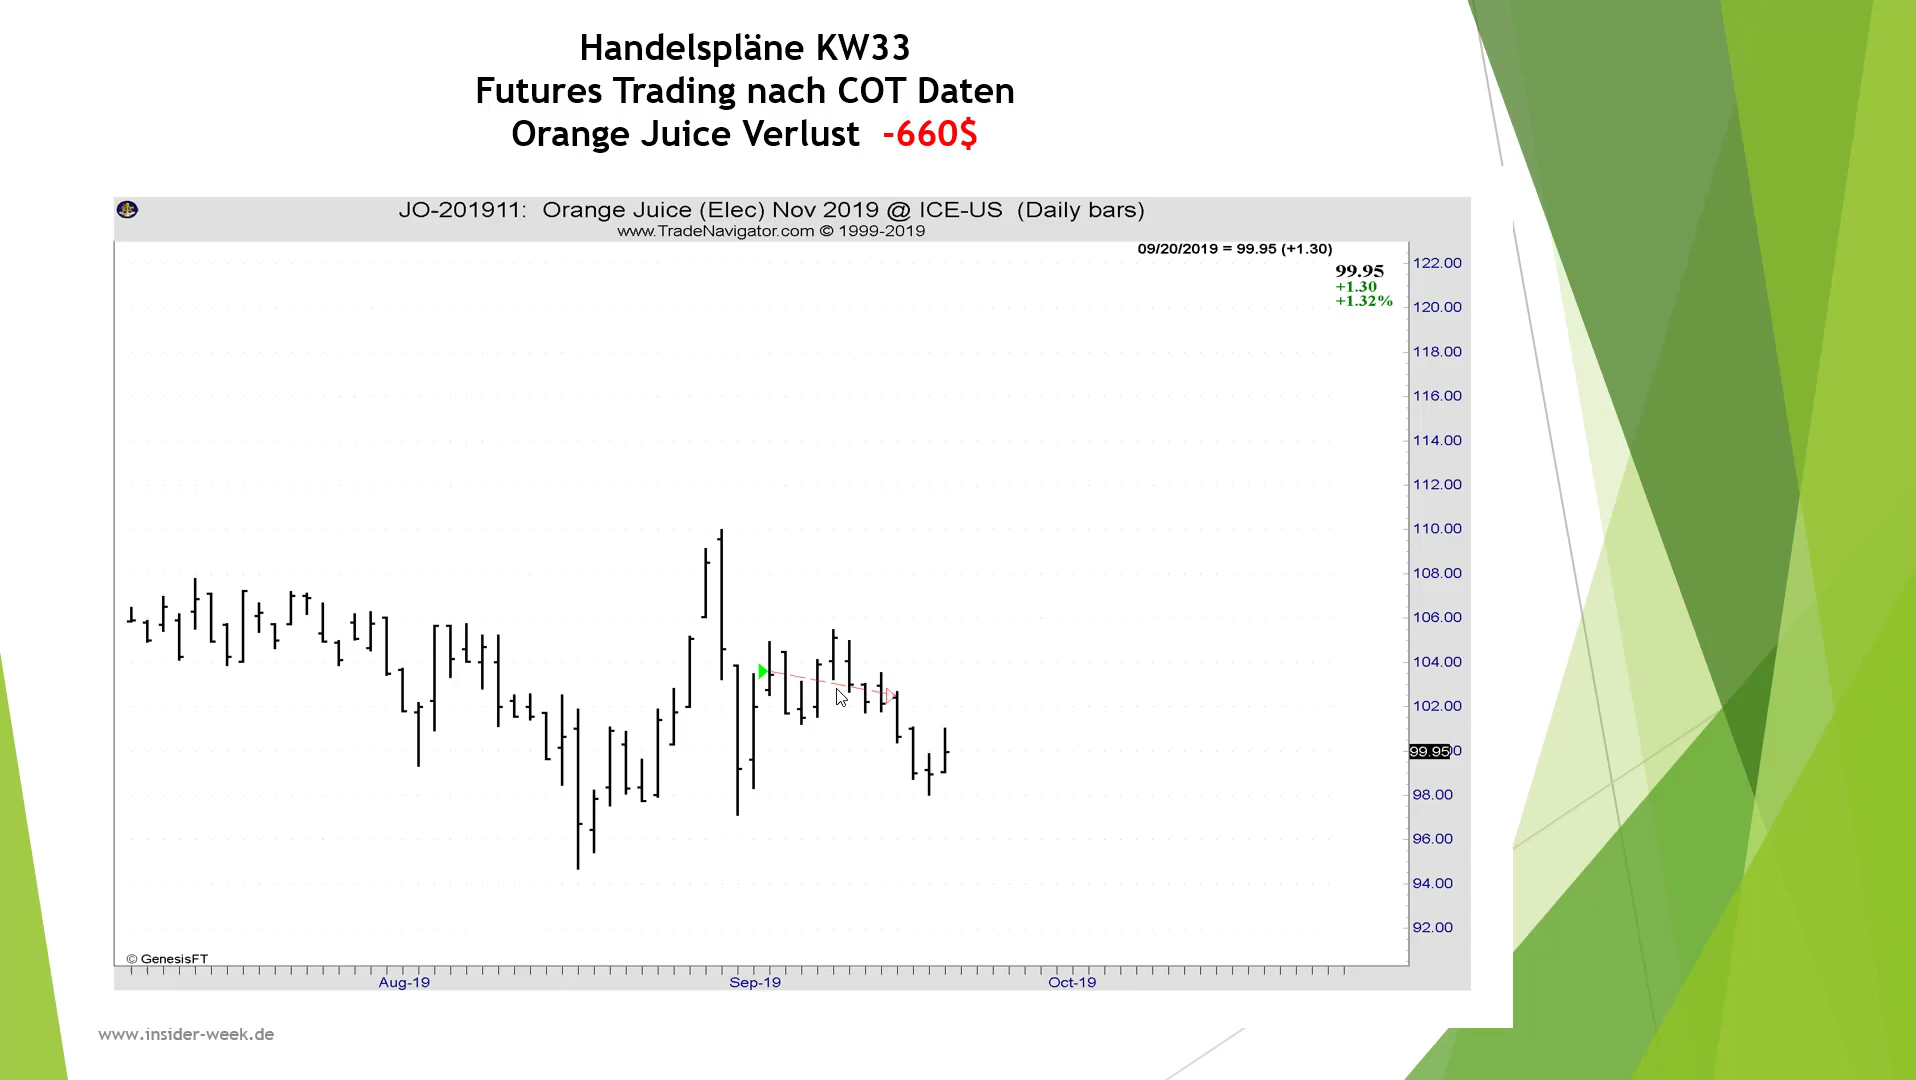 Handelspläne KW33
Futures Trading nach COT Daten
Orange Juice Verlust -660$
JO-201911: Orange Juice (Elec) Nov 2019 @ ICE-US (Daily bars)
www.TradeNavigator.com © 1999-2019
09/20/2019 = 99.95 (+1.30)
99.95
+1.30
+1.32%
122.00
120.00
118.00
116.00
114.00
112.00
110.00
108.00
106.00
104.00
102.00
99.95
98.00
96.00
94.00
92.00
© GenesisFT
Aug-19 Sep-19 Oct-19
www.insider-week.de